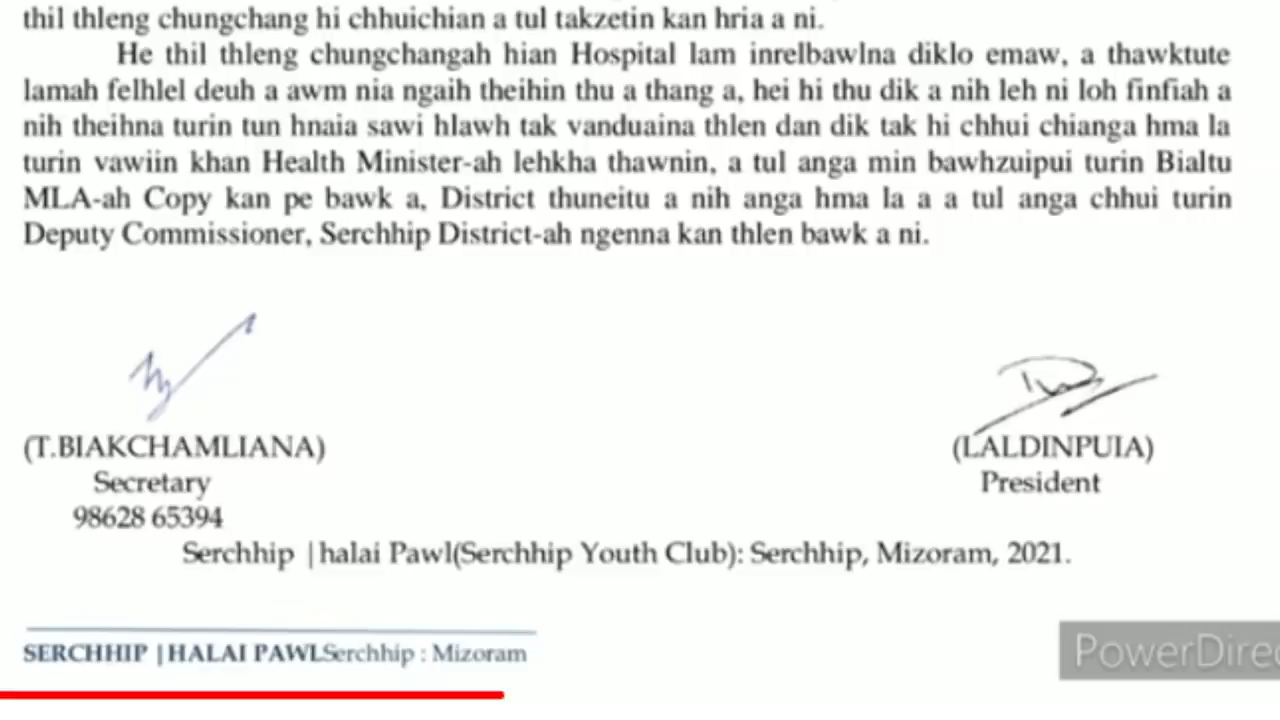 thil thleng chungchang hi chhuichian a tul takzetin kan hria a ni.
He thil thleng chungchangah hian Hospital lam inrelbawlna diklo emaw, a thawktute
lamah felhlel deuh a awm nia ngaih theihin thu a thang a, hei hi thu dik a nih leh ni loh finfiah a
nih theihna turin tun hnaia sawi hlawh tak vanduaina thlen dan dik tak hi chhui chianga hma la
turin vawiin khan Health Minister-ah lehkha thawnin, a tul anga min bawhzuipui turin Bialtu
MLA-ah Copy kan pe bawk a, District thuneitu a nih anga hma la a a tul anga chhui turin
Deputy Commissioner, Serchhip District-ah ngenna kan thlen bawk a ni.
(T.BIAKCHAMLIANA) (LALDINPUIA)
Secretary President
98628 65394
Serchhip |halai Pawl(Serchhip Youth Club): Serchhip, Mizoram, 2021.
SERCHHIP |HALAI PAWLSerchhip : Mizoram
PowerDirec